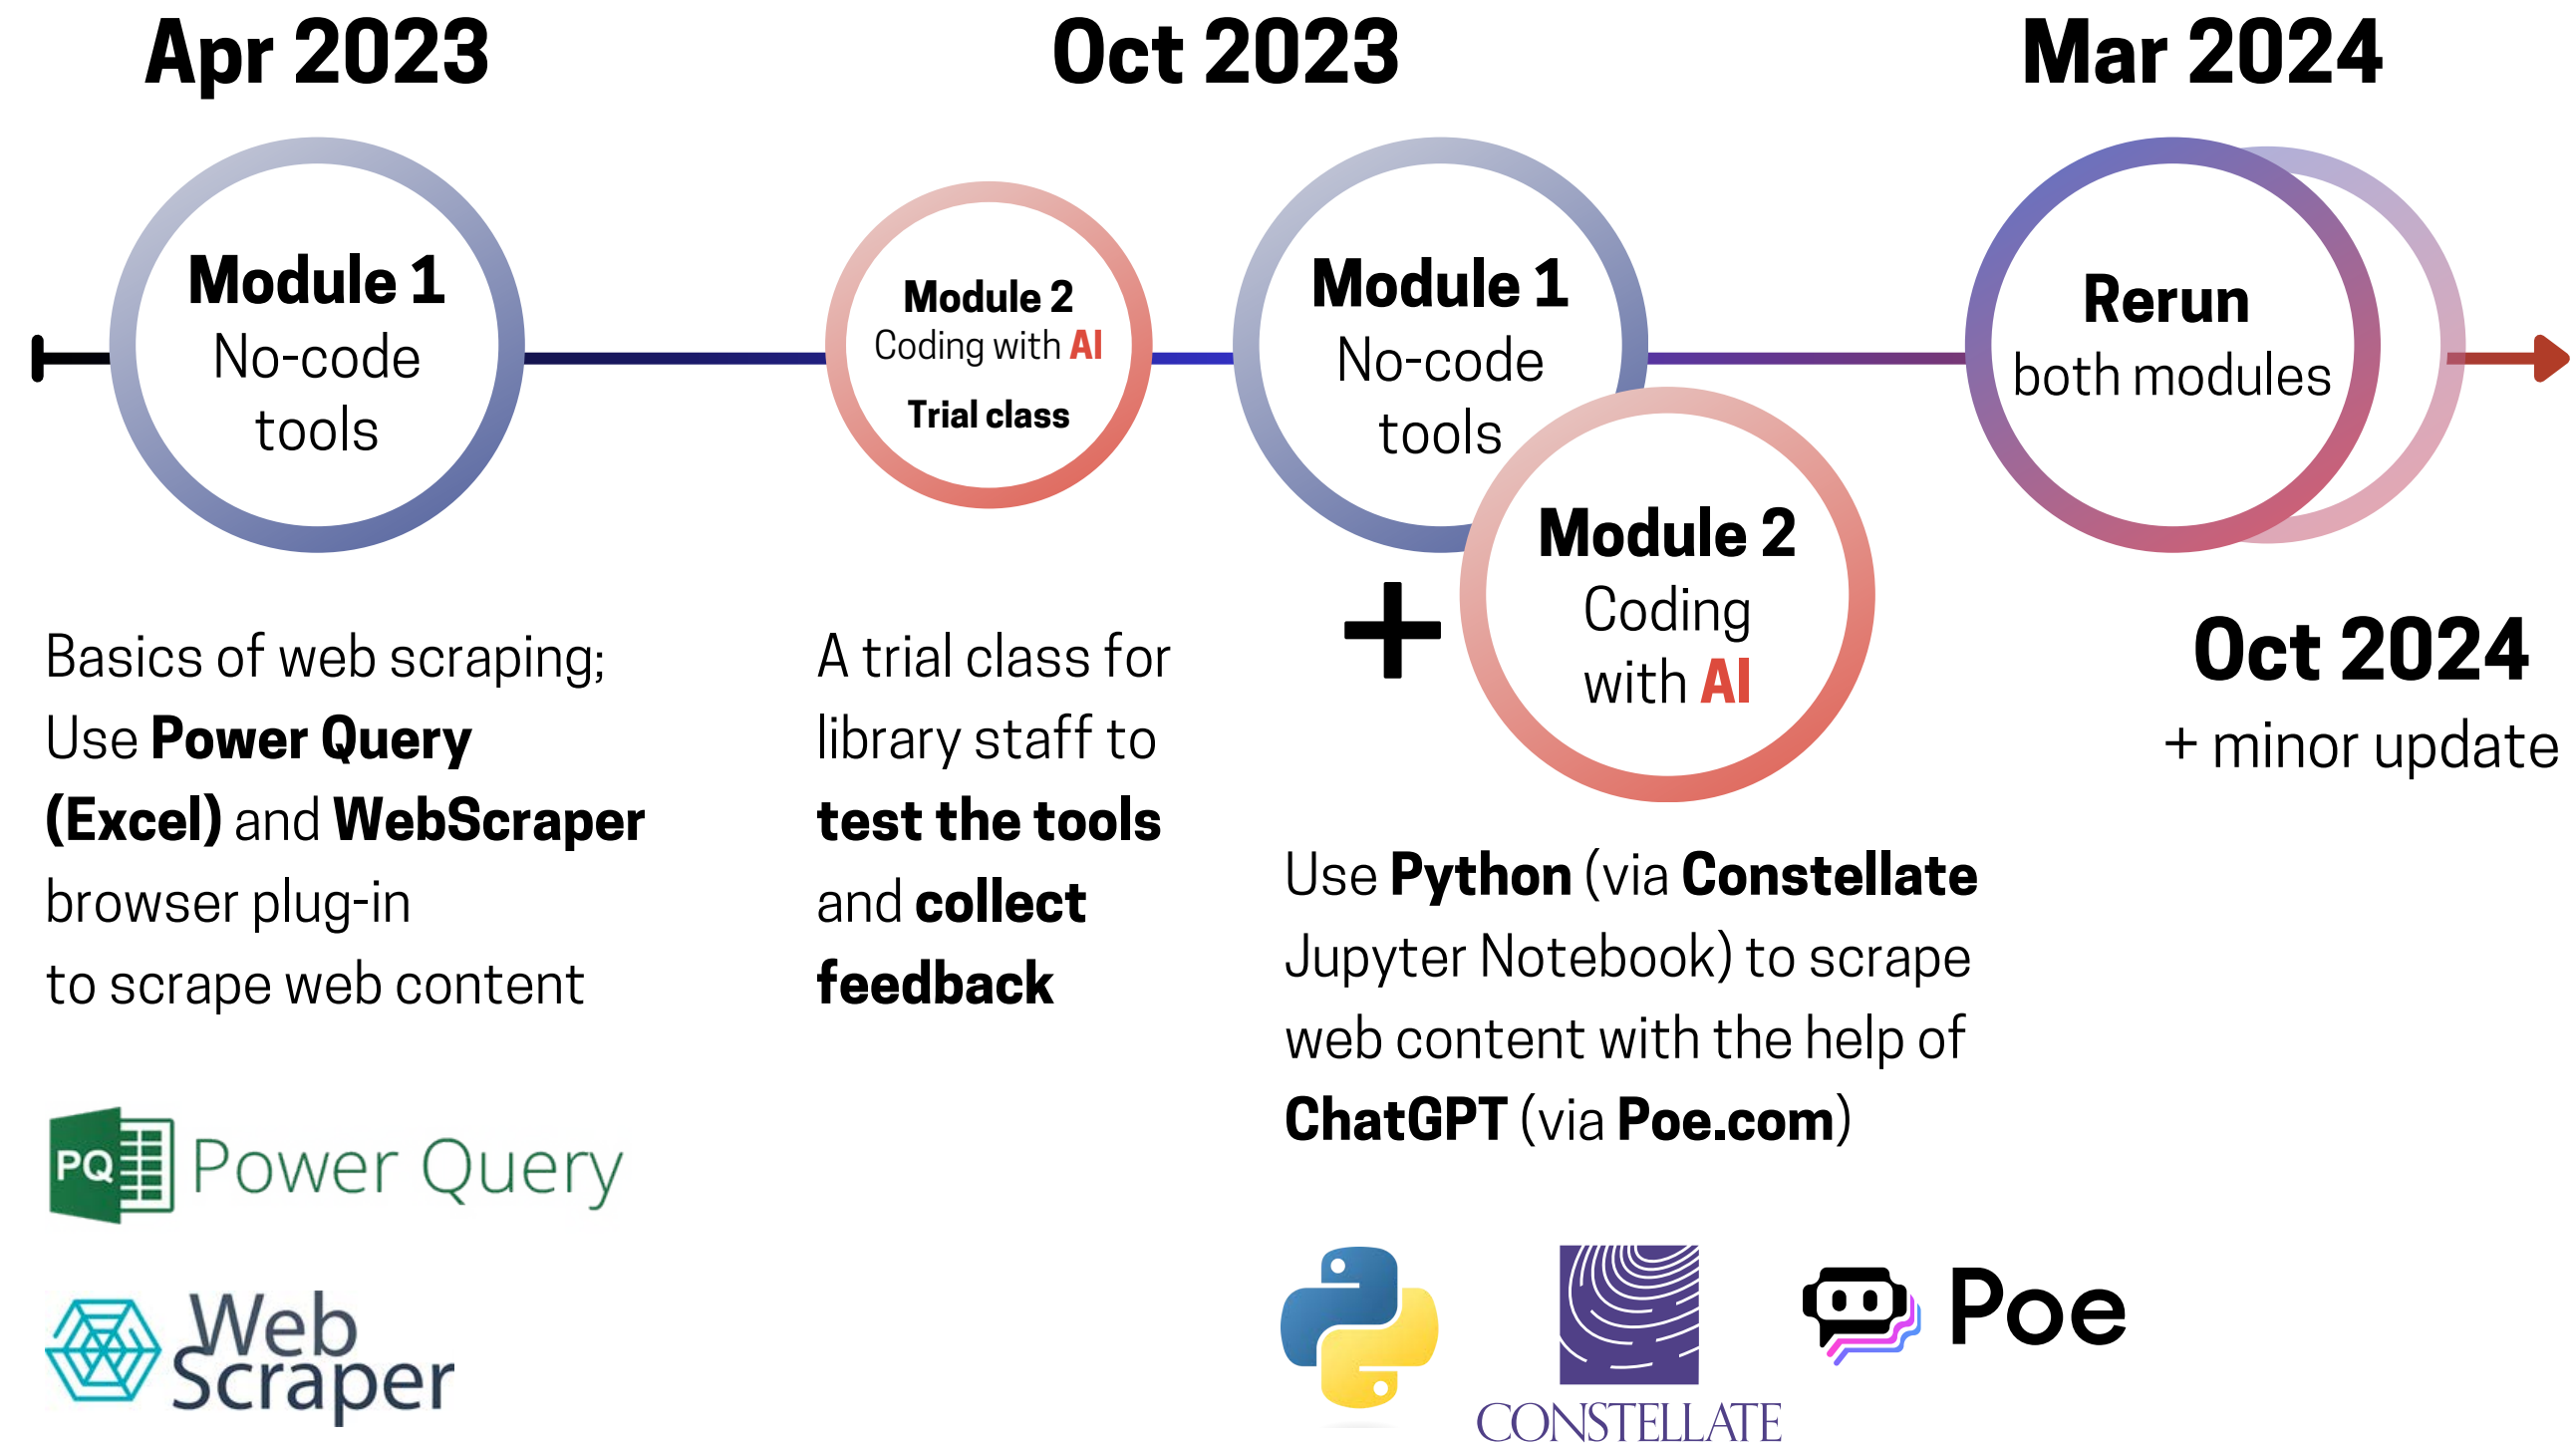 Apr 2023
Oct 2023
Mar 2024
Module 1
No-code
tools
Module 2
Coding with AI
Trial class
Module 1
No-code
tools
Module 2
Coding
with AI
Rerun
both modules
Basics of web scraping;
Use Power Query
(Excel) and WebScraper
browser plug-in
to scrape web content
A trial class for
library staff to
test the tools
and collect
feedback
+
Use Python (via Constellate
Jupyter Notebook) to scrape
web content with the help of
ChatGPT (via Poe.com)
Oct 2024
+ minor update
PQ Power Query
Web
Scraper
CONSTELLATE
Poe